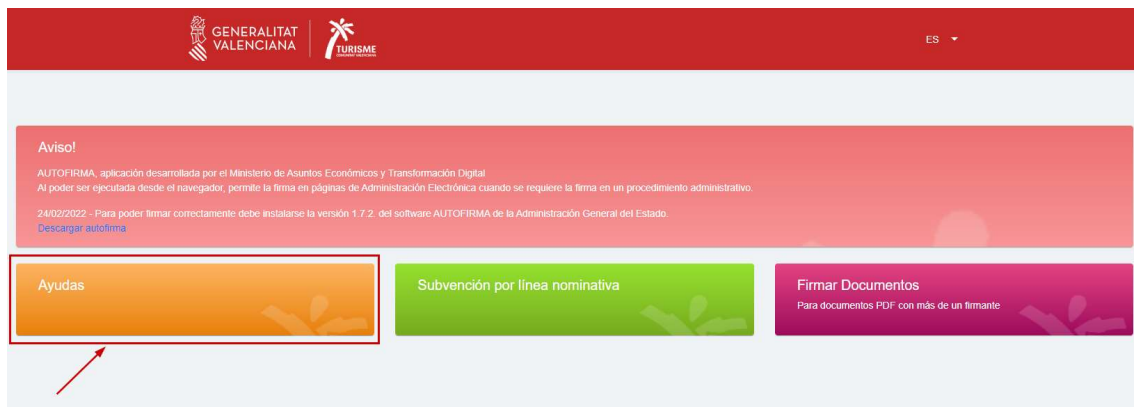 GENERALITAT
VALENCIANA
TURISME
COMUNITAT VALENCIANA
ES
Aviso!
AUTOFIRMA, aplicación desarrollada por el Ministerio de Asuntos Económicos y Transformación Digital
Al poder ser ejecutada desde el navegador, permite la firma en páginas de Administración Electrónica cuando se requiere la firma en un procedimiento administrativo.
24/02/2022 - Para poder firmar correctamente debe instalarse la versión 1.7.2. del software AUTOFIRMA de la Administración General del Estado.
Descargar autofirma
Ayudas
Subvención por línea nominativa
Firmar Documentos
Para documentos PDF con más de un firmante